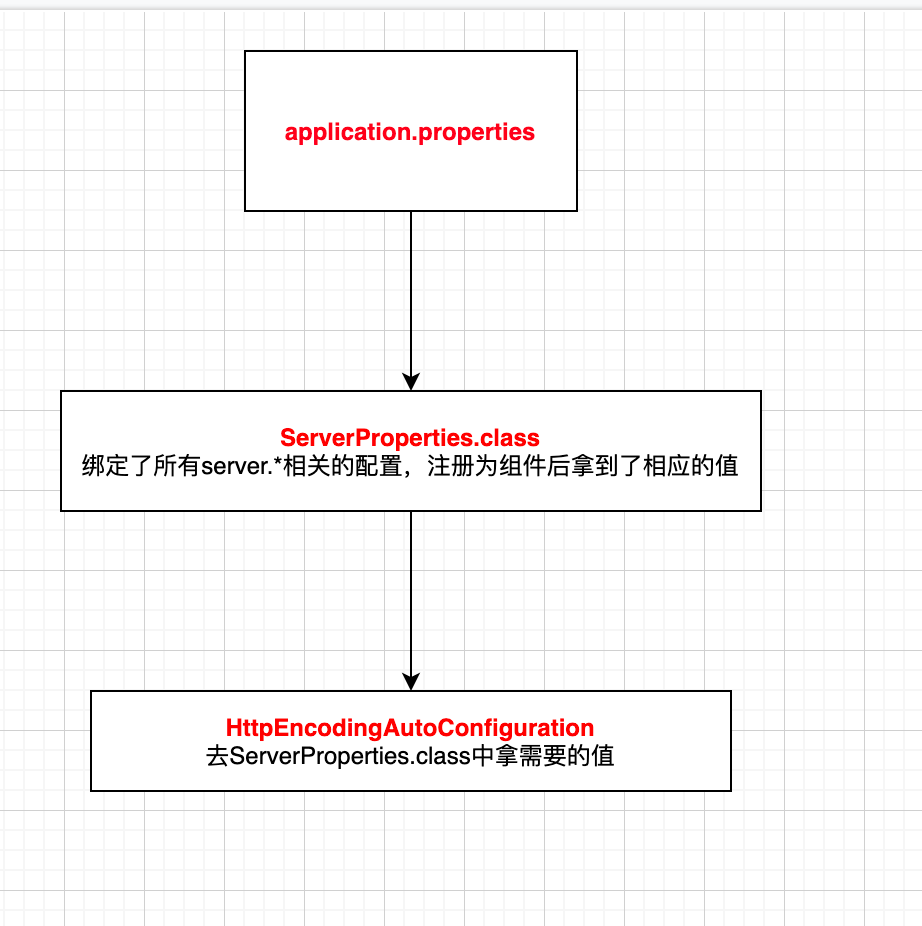 application.properties
ServerProperties.class
绑定了所有server.*相关的配置，注册为组件后拿到了相应的值
HttpEncodingAutoConfiguration
去ServerProperties.class中拿需要的值